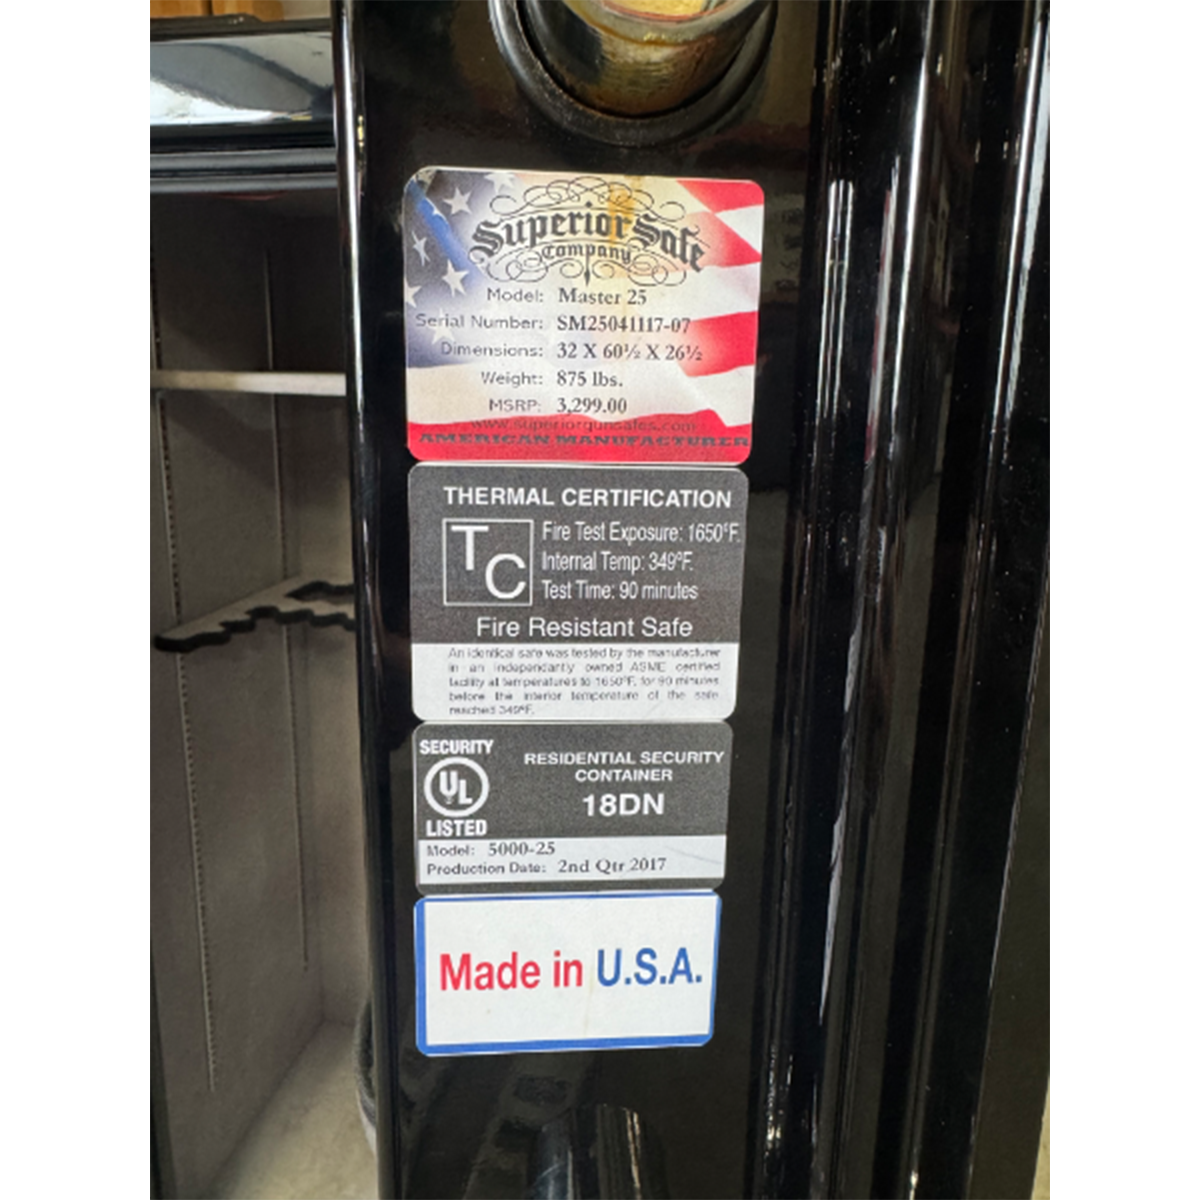 Superior Safe
Company
Model: Master 25
Serial Number: SM25041117-07
Dimensions: 32 X 60½ X 26½
Weight: 875 lbs.
MSRP: 3,299.00
www.superiorgunsafes.com
AMERICAN MANUFACTURER
THERMAL CERTIFICATION
TC
Fire Test Exposure: 1650ºF.
Internal Temp: 349ºF.
Test Time: 90 minutes
Fire Resistant Safe
An identical safe was tested by the manufacturer
in an independantly owned ASME certified
facility at temperatures to 1650ºF. for 90 minutes
before the interior temperature of the safe
reached 349ºF.
SECURITY
UL
LISTED
RESIDENTIAL SECURITY
CONTAINER
18DN
Model: 5000-25
Production Date: 2nd Qtr 2017
Made in U.S.A.